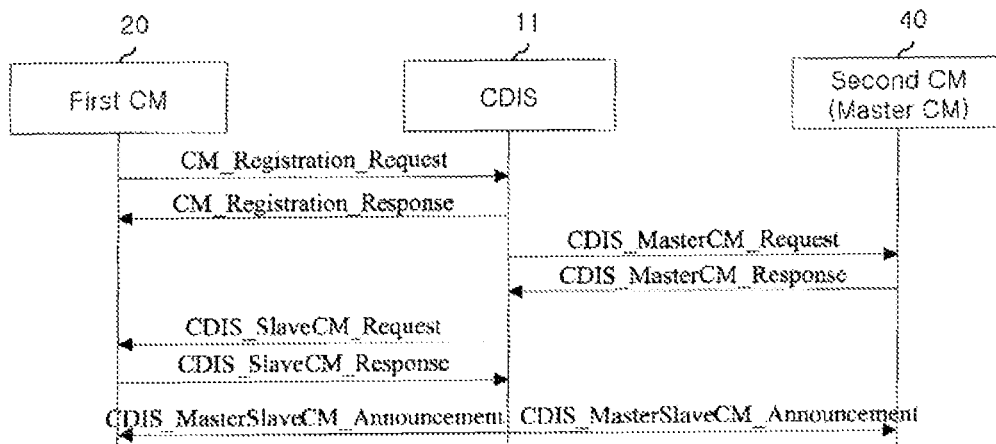 20
11
40
First CM
CDIS
Second CM
(Master CM)
CM_Registration_Request
CM_Registration_Response
CDIS_MasterCM_Request
CDIS_MasterCM_Response
CDIS_SlaveCM_Request
CDIS_SlaveCM_Response
CDIS_MasterSlaveCM_Announcement
CDIS_MasterSlaveCM_Announcement